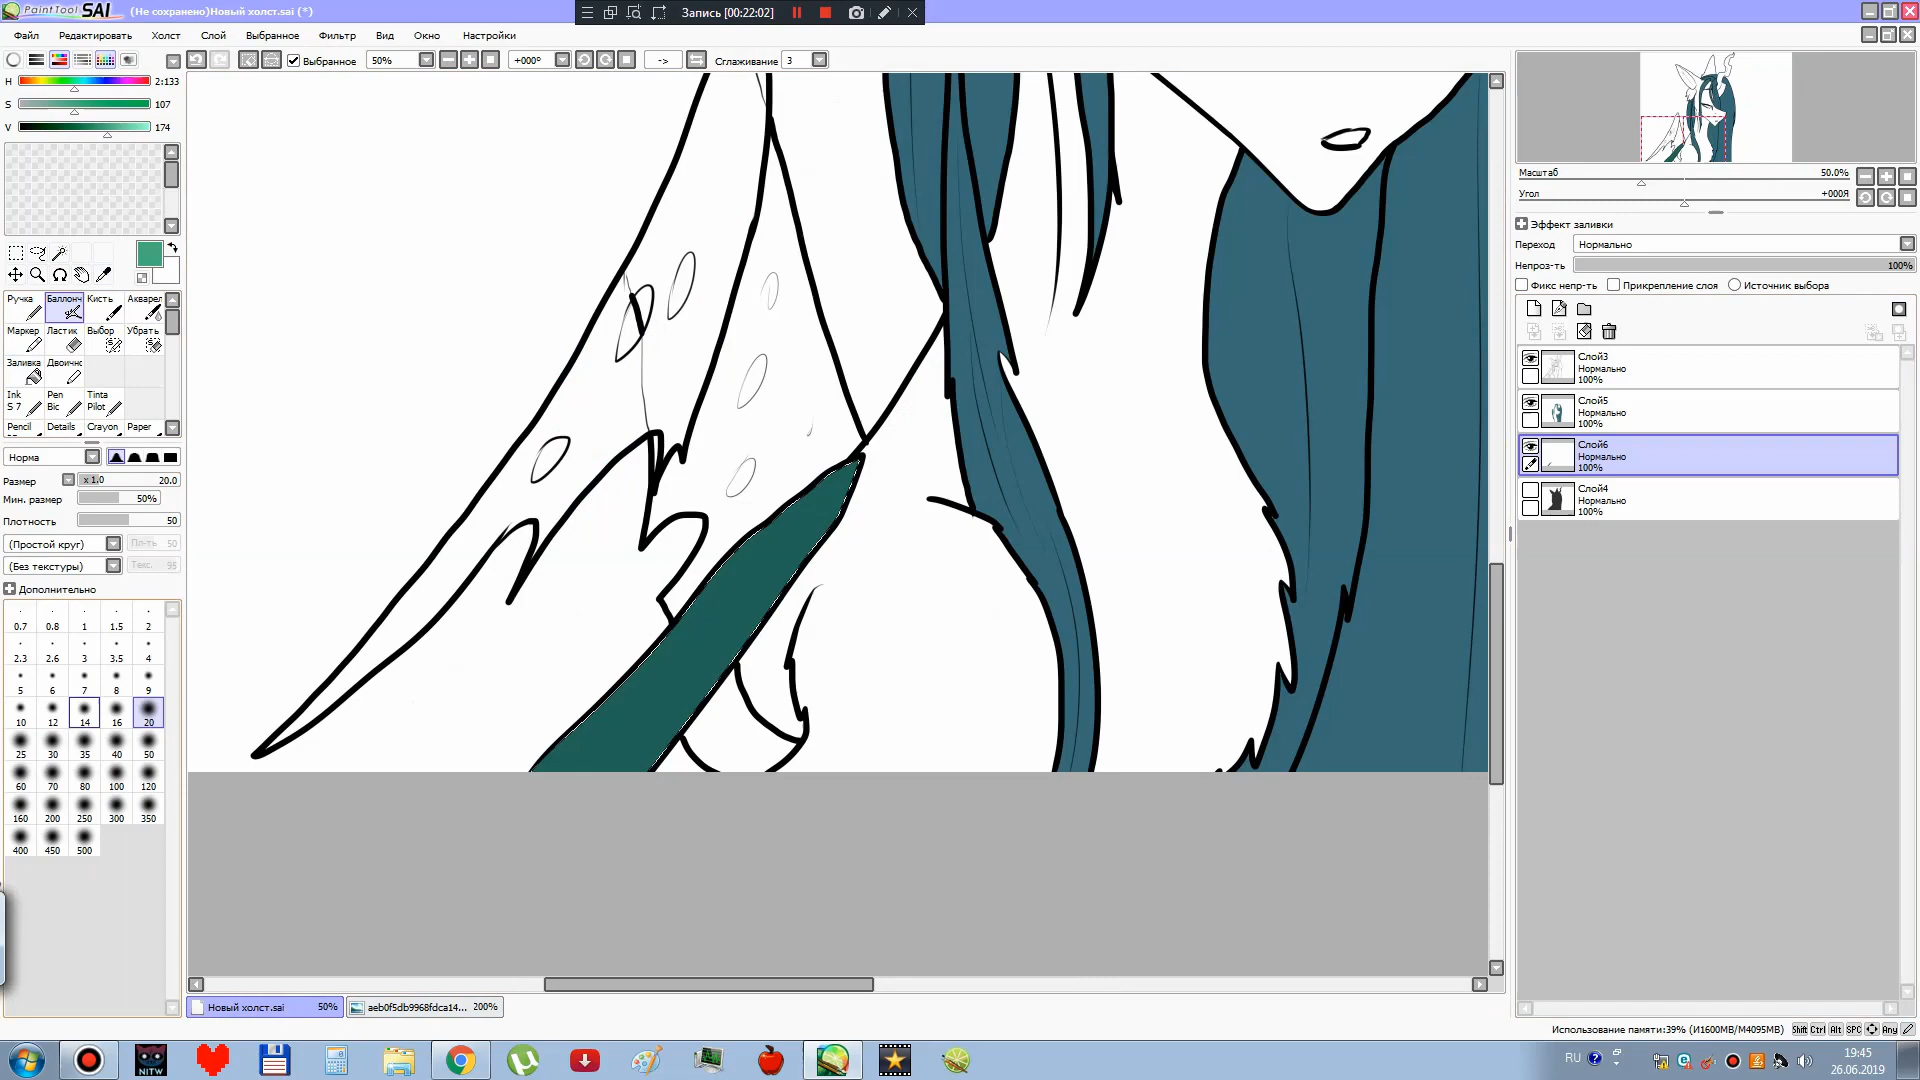 PaintTool SAI (Не сохранено)Новый холст.sai (*)
Запись [00:22:02]
Файл Редактировать Холст Слой Выбранное Фильтр Вид Окно Настройки
Выбранное 50% +000º -> Сглаживание 3
H 2:133
S 107
V 174
Масштаб 50.0%
Угол +000Я
Эффект заливки
Переход Нормально
Непроз-ть 100%
Фикс непр-ть Прикрепление слоя Источник выбора
Ручка Баллонч Кисть Акварел
Маркер Ластик Выбор Убрать
Заливка Двоичн
Ink S 7 Pen Bic Tinta Pilot
Pencil Details Crayon Paper
Норма
Размер x 1.0 20.0
Мин. размер 50%
Плотность 50
(Простой круг) Пл-ть 50
(Без текстуры) Текс. 95
Дополнительно
0.7 0.8 1 1.5 2
2.3 2.6 3 3.5 4
5 6 7 8 9
10 12 14 16 20
25 30 35 40 50
60 70 80 100 120
160 200 250 300 350
400 450 500
Слой3
Нормально
100%
Слой5
Нормально
100%
Слой6
Нормально
100%
Слой4
Нормально
100%
Новый холст.sai 50% aeb0f5db9968fdca14... 200%
Использование памяти:39% (И1600MB/M4095MB) Shift Ctrl Alt SPC Any
NITW
RU
19:45
26.06.2019